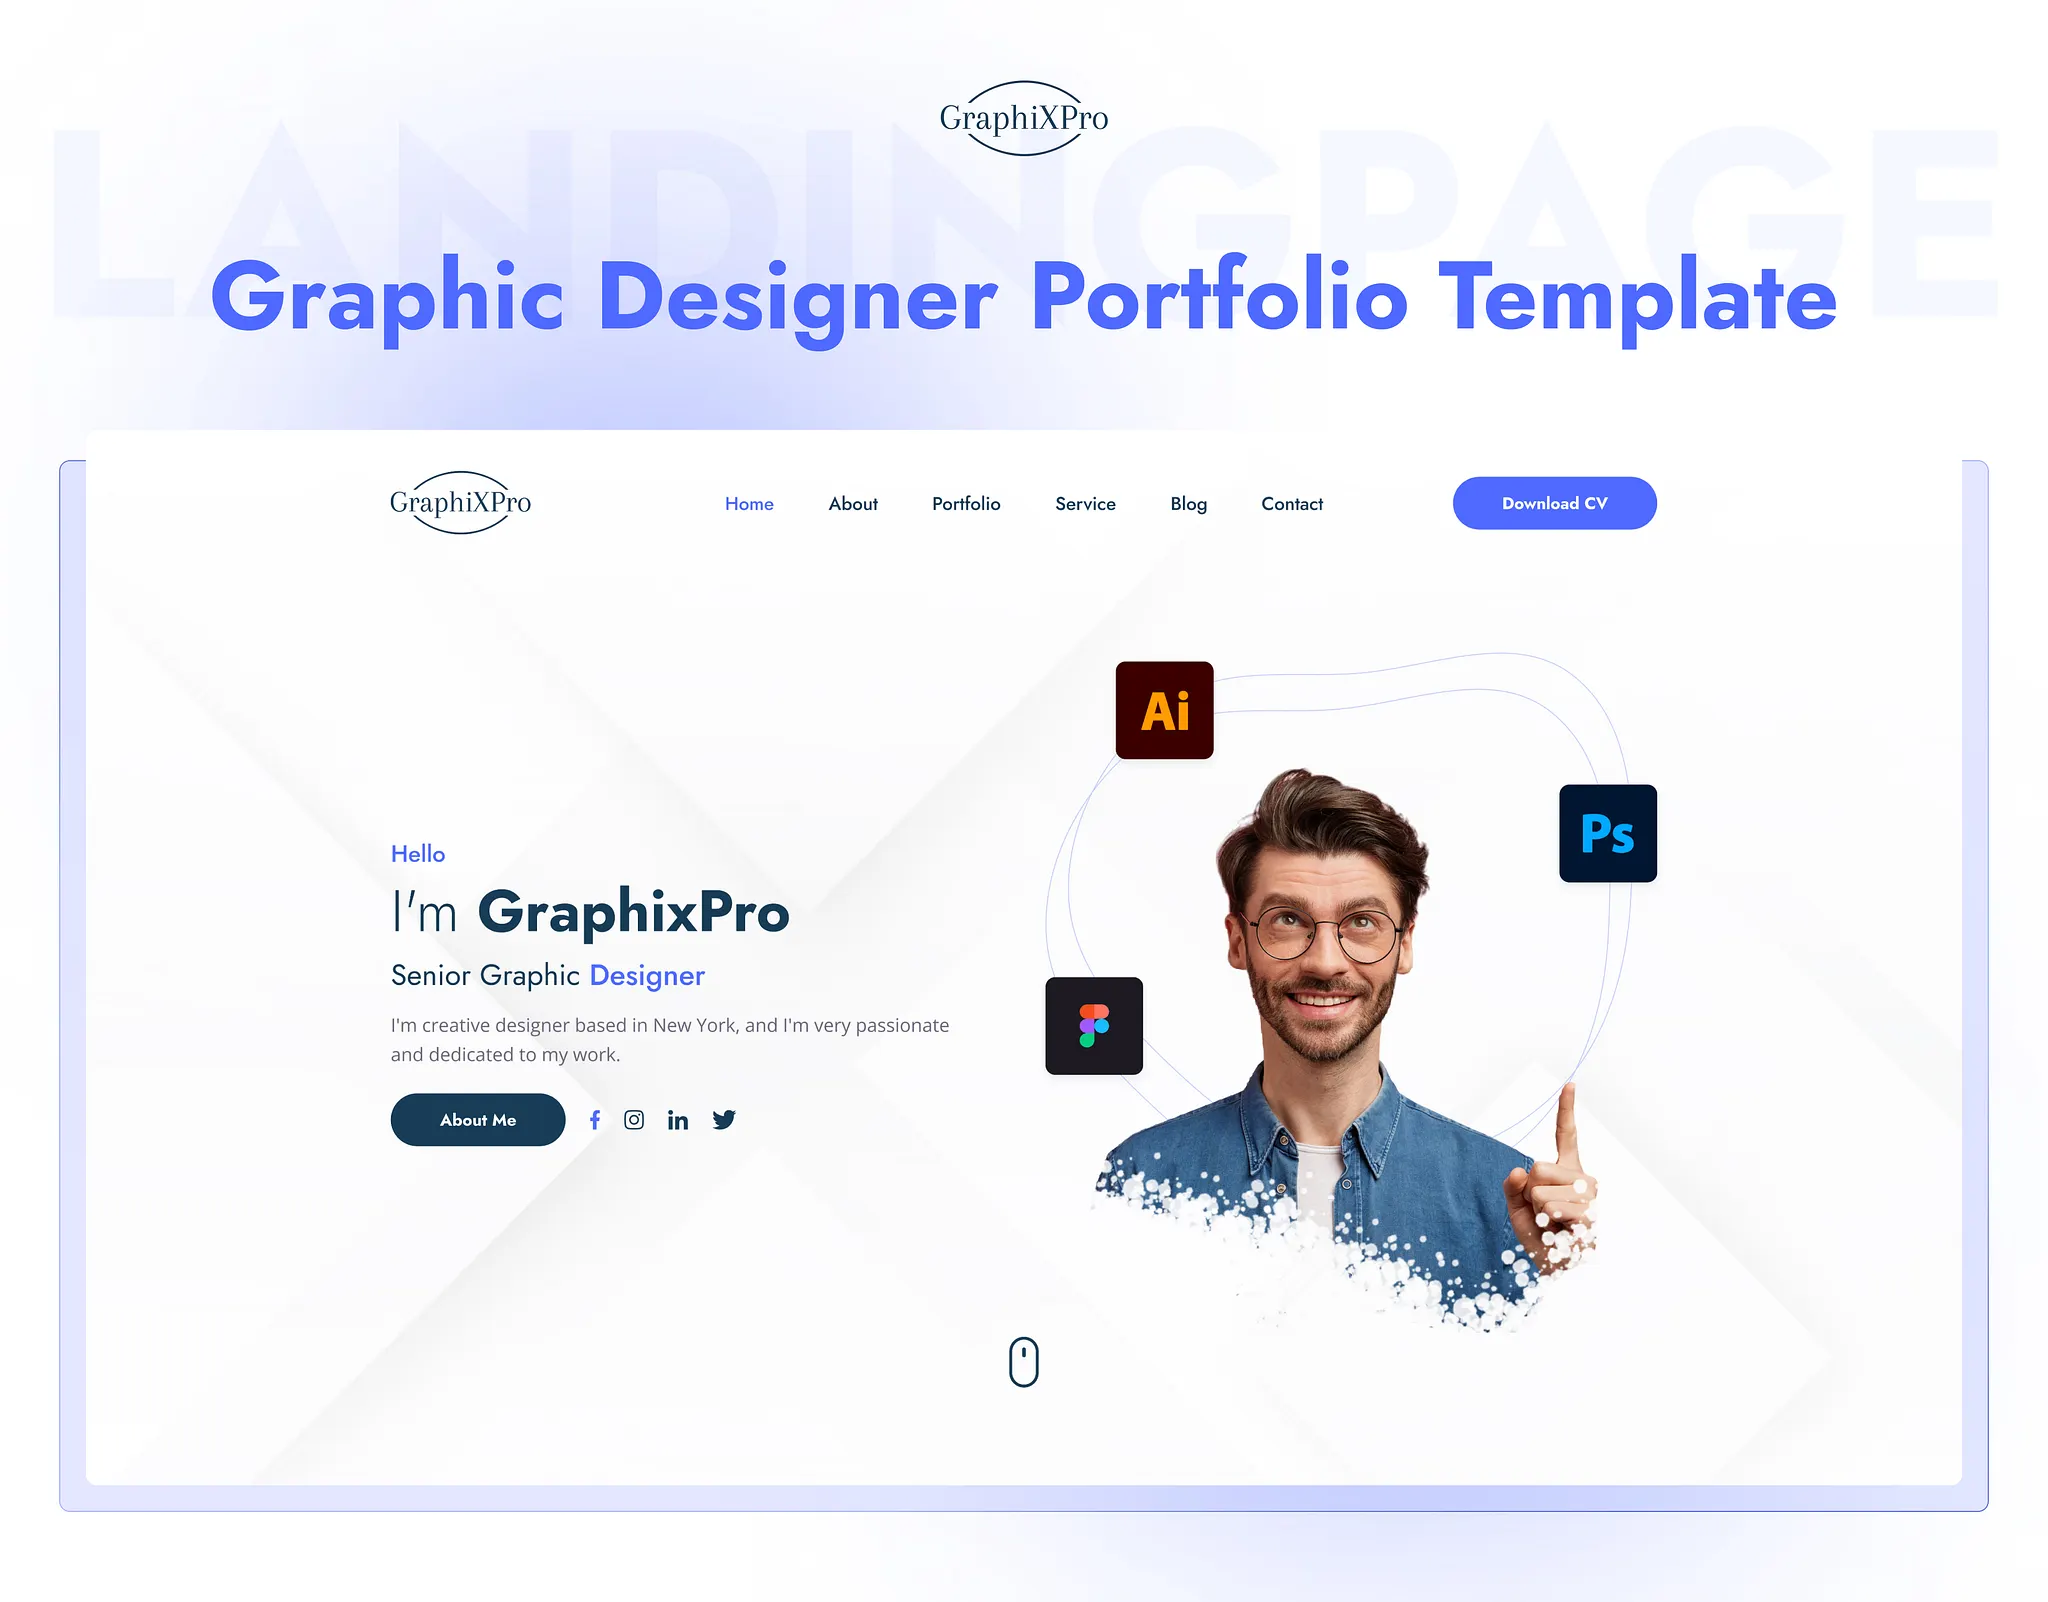 GraphiXPro
LANDINGPAGE
Graphic Designer Portfolio Template
GraphiXPro
Home About Portfolio Service Blog Contact Download CV
Ai
Ps
Hello
I'm GraphixPro
Senior Graphic Designer
I'm creative designer based in New York, and I'm very passionate
and dedicated to my work.
About Me